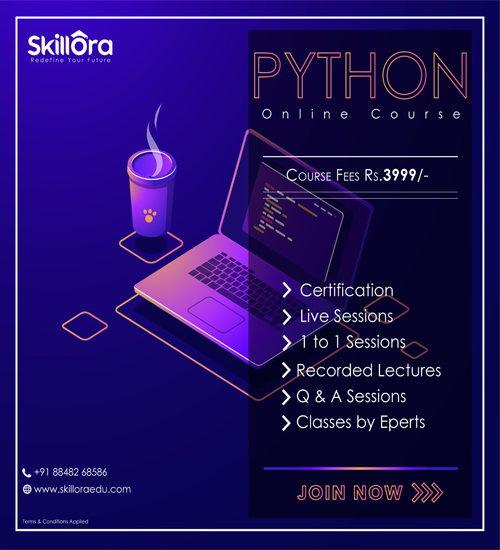 SkillOra
Redefine Your Future
PYTHON
Online Course
Course Fees Rs.3999/-
Certification
Live Sessions
1 to 1 Sessions
Recorded Lectures
Q & A Sessions
Classes by Eperts
+91 88482 68586
www.skilloraedu.com
JOIN NOW
Terms & Conditions Applied